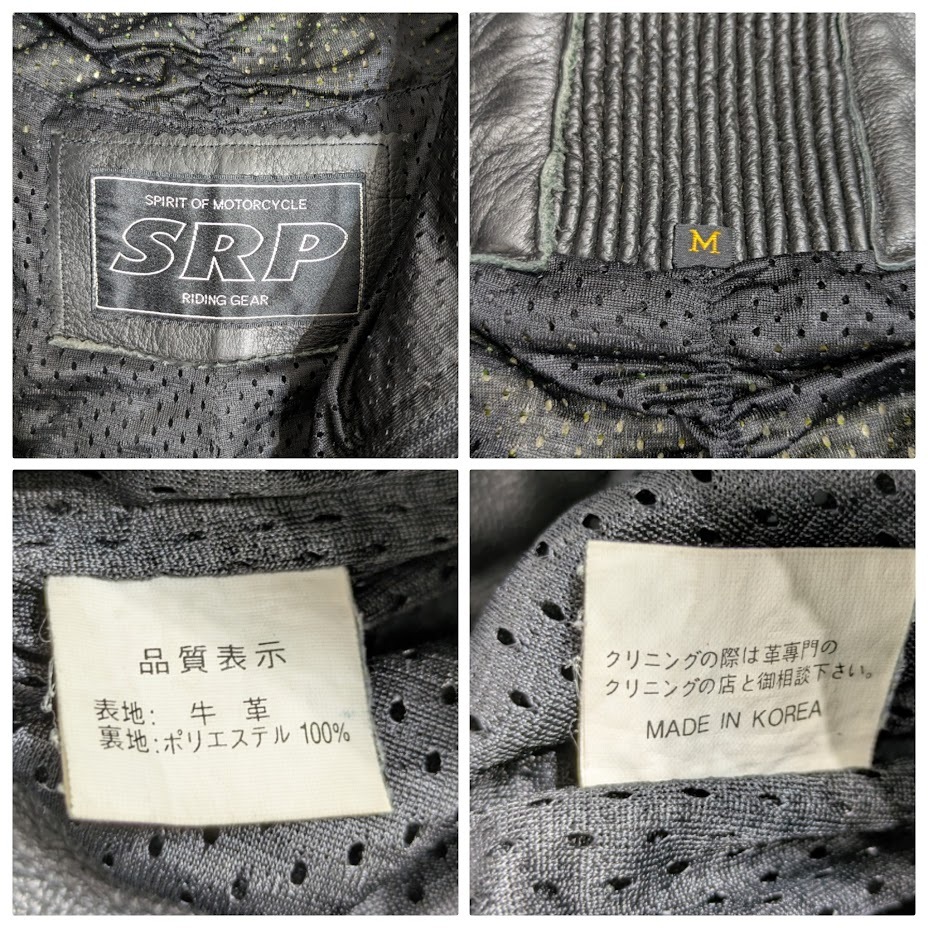 SPIRIT OF MOTORCYCLE
SRP
RIDING GEAR
M
品質表示
表地: 牛 革
裏地:ポリエステル 100%
クリニングの際は革專門の
クリニングの店と御相談下さい。
MADE IN KOREA